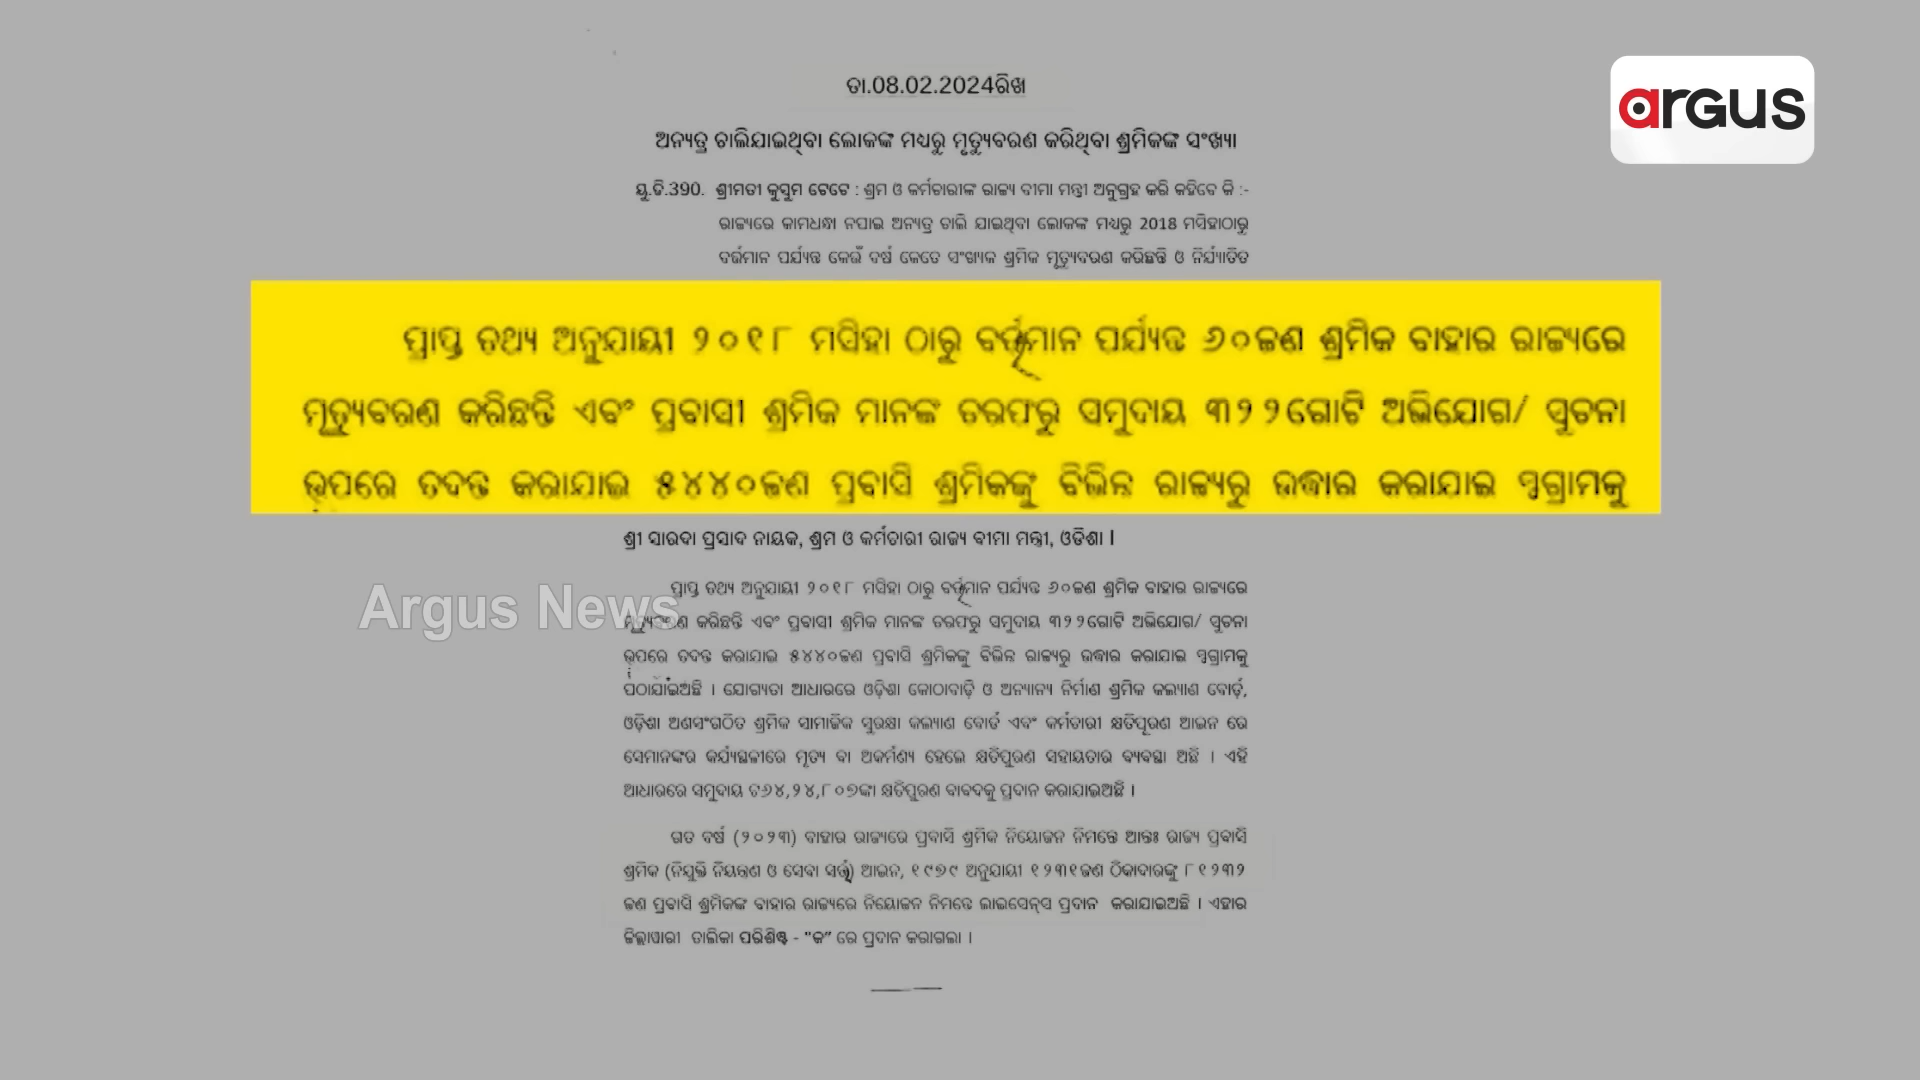 argus
ତା.08.02.2024ରିଖ
ଅନ୍ୟତ୍ର ଚାଲିଯାଇଥିବା ଲୋକଙ୍କ ମଧ୍ୟରୁ ମୃତ୍ୟୁବରଣ କରିଥିବା ଶ୍ରମିକଙ୍କ ସଂଖ୍ୟା
ୟୁ.ଡି.390. ଶ୍ରୀମତୀ କୁସୁମ ଟେଟେ : ଶ୍ରମ ଓ କର୍ମଚାରୀଙ୍କ ରାଜ୍ୟ ବୀମା ମନ୍ତ୍ରୀ ଅନୁଗ୍ରହ କରି କହିବେ କି :-
ରାଜ୍ୟରେ କାମଧନ୍ଧା ନପାଇ ଅନ୍ୟତ୍ର ଚାଲି ଯାଇଥିବା ଲୋକଙ୍କ ମଧ୍ୟରୁ 2018 ମସିହାଠାରୁ
ବର୍ତ୍ତମାନ ପର୍ଯ୍ୟନ୍ତ କେଉଁ ବର୍ଷ କେତେ ସଂଖ୍ୟକ ଶ୍ରମିକ ମୃତ୍ୟୁବରଣ କରିଛନ୍ତି ଓ ନିର୍ଯ୍ୟାତିତ
ପ୍ରାପ୍ତ ତଥ୍ୟ ଅନୁଯାୟୀ ୨୦୧୮ ମସିହା ଠାରୁ ବର୍ତ୍ତମାନ ପର୍ଯ୍ୟନ୍ତ ୬୦ଜଣ ଶ୍ରମିକ ବାହାର ରାଜ୍ୟରେ
ମୃତ୍ୟୁବରଣ କରିଛନ୍ତି ଏବଂ ପ୍ରବାସୀ ଶ୍ରମିକ ମାନଙ୍କ ତରଫରୁ ସମୁଦାୟ ୩୨୨ଗୋଟି ଅଭିଯୋଗ/ ସୂଚନା
ଉପରେ ତଦନ୍ତ କରାଯାଇ ୫୪୪୦ଜଣ ପ୍ରବାସି ଶ୍ରମିକଙ୍କୁ ବିଭିନ୍ନ ରାଜ୍ୟରୁ ଉଦ୍ଧାର କରାଯାଇ ସ୍ୱଗ୍ରାମକୁ
ଶ୍ରୀ ସାରଦା ପ୍ରସାଦ ନାୟକ, ଶ୍ରମ ଓ କର୍ମଚାରୀ ରାଜ୍ୟ ବୀମା ମନ୍ତ୍ରୀ, ଓଡିଶା ।
ପ୍ରାପ୍ତ ତଥ୍ୟ ଅନୁଯାୟୀ ୨୦୧୮ ମସିହା ଠାରୁ ବର୍ତ୍ତମାନ ପର୍ଯ୍ୟନ୍ତ ୬୦ଜଣ ଶ୍ରମିକ ବାହାର ରାଜ୍ୟରେ
Argus News
ମୃତ୍ୟୁବରଣ କରିଛନ୍ତି ଏବଂ ପ୍ରବାସୀ ଶ୍ରମିକ ମାନଙ୍କ ତରଫରୁ ସମୁଦାୟ ୩୨୨ଗୋଟି ଅଭିଯୋଗ/ ସୂଚନା
ଉପରେ ତଦନ୍ତ କରାଯାଇ ୫୪୪୦ଜଣ ପ୍ରବାସି ଶ୍ରମିକଙ୍କୁ ବିଭିନ୍ନ ରାଜ୍ୟରୁ ଉଦ୍ଧାର କରାଯାଇ ସ୍ୱଗ୍ରାମକୁ
ପଠାଯାଇଅଛି । ଯୋଗ୍ୟତା ଆଧାରରେ ଓଡ଼ିଶା କୋଠାବାଡ଼ି ଓ ଅନ୍ୟାନ୍ୟ ନିର୍ମାଣ ଶ୍ରମିକ କଲ୍ୟାଣ ବୋର୍ଡ଼,
ଓଡ଼ିଶା ଅଣସଂଗଠିତ ଶ୍ରମିକ ସାମାଜିକ ସୁରକ୍ଷା କଲ୍ୟାଣ ବୋର୍ଡ ଏବଂ କର୍ମଚାରୀ କ୍ଷତିପୂରଣ ଆଇନ ରେ
ସେମାନଙ୍କର କର୍ଯ୍ୟସ୍ଥଳୀରେ ମୃତ୍ୟୁ ବା ଅକର୍ମଣ୍ୟ ହେଲେ କ୍ଷତିପୁରଣ ସହାୟତାର ବ୍ୟବସ୍ଥା ଅଛି । ଏହି
ଆଧାରରେ ସମୁଦାୟ ଟ୬୪,୨୪,୮୦୭ଙ୍କା କ୍ଷତିପୁରଣ ବାବଦକୁ ପ୍ରଦାନ କରାଯାଇଅଛି ।
ଗତ ବର୍ଷ (୨୦୨୩) ବାହାର ରାଜ୍ୟରେ ପ୍ରବାସି ଶ୍ରମିକ ନିୟୋଜନ ନିମନ୍ତେ ଆନ୍ତଃ ରାଜ୍ୟ ପ୍ରବାସି
ଶ୍ରମିକ (ନିଯୁକ୍ତି ନିୟନ୍ତ୍ରଣ ଓ ସେବା ସର୍ତ୍ତ) ଆଇନ, ୧୯୭୯ ଅନୁଯାୟୀ ୧୨୩୧ଜଣ ଠିକାଦାରଙ୍କୁ ୮୧୨୩୨
ଜଣ ପ୍ରବାସି ଶ୍ରମିକଙ୍କ ବାହାର ରାଜ୍ୟରେ ନିୟୋଜନ ନିମନ୍ତେ ଲାଇସେନ୍ସ ପ୍ରଦାନ କରାଯାଇଅଛି । ଏହାର
ଜିଲ୍ଲାୱାରୀ ତାଲିକା ପରିଶିଷ୍ଟ - "କ" ରେ ପ୍ରଦାନ କରାଗଲା ।